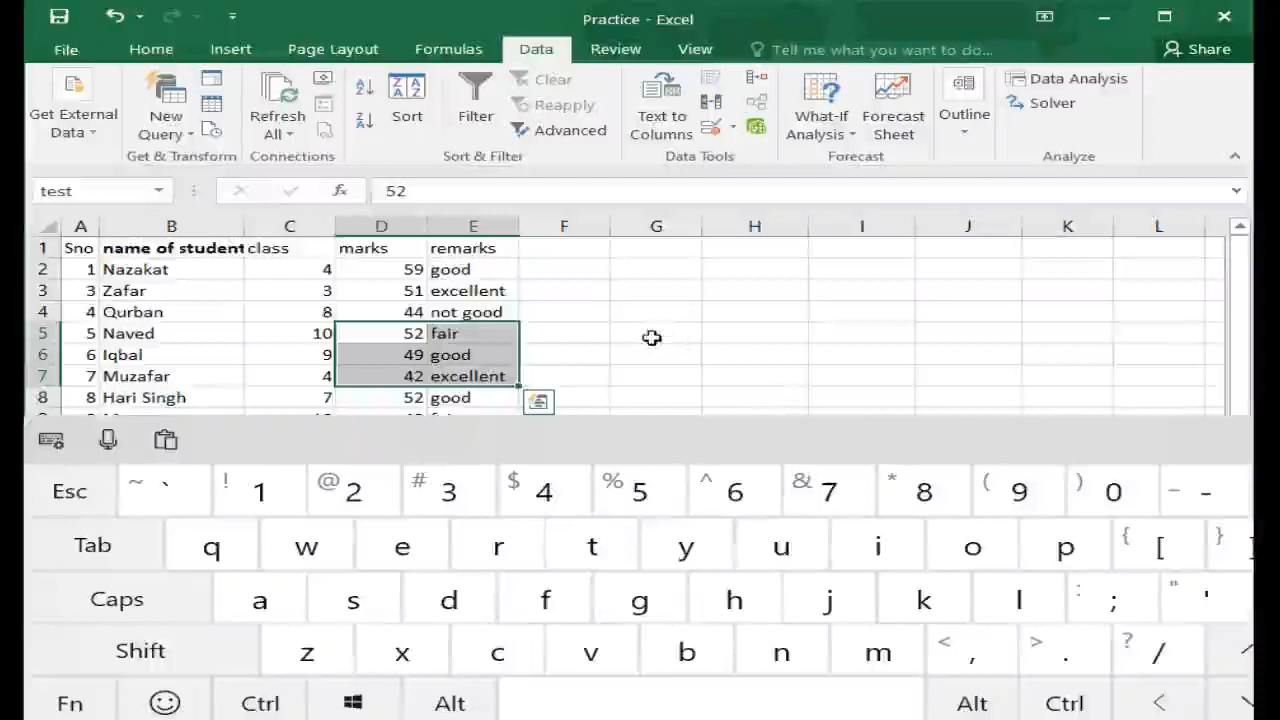 Practice - Excel
File Home Insert Page Layout Formulas Data Review View Tell me what you want to do... Share
Get External Data
New Query
Get & Transform
Refresh All
Connections
Sort
Filter
Clear
Reapply
Advanced
Sort & Filter
Text to Columns
Data Tools
What-If Analysis
Forecast Sheet
Forecast
Outline
Data Analysis
Solver
Analyze
test fx 52
A B C D E F G H I J K L
1 Sno name of student class marks remarks
2 1 Nazakat 4 59 good
3 3 Zafar 3 51 excellent
4 4 Qurban 8 44 not good
5 5 Naved 10 52 fair
6 6 Iqbal 9 49 good
7 7 Muzafar 4 42 excellent
8 8 Hari Singh 7 52 good
Esc ~ ` ! 1 @ 2 # 3 $ 4 % 5 ^ 6 & 7 * 8 ( 9 ) 0 _ -
Tab q w e r t y u i o p { [ } ]
Caps a s d f g h j k l : ; " '
Shift z x c v b n m < , > . ? /
Fn Ctrl Alt Alt Ctrl